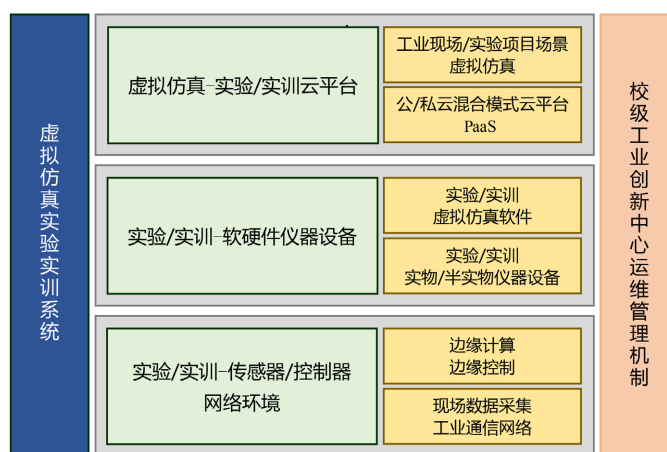 虚拟仿真实验实训系统
虚拟仿真-实验/实训云平台
工业现场/实验项目场景
虚拟仿真
公/私云混合模式云平台
PaaS
实验/实训-软硬件仪器设备
实验/实训
虚拟仿真软件
实验/实训
实物/半实物仪器设备
实验/实训-传感器/控制器
网络环境
边缘计算
边缘控制
现场数据采集
工业通信网络
校级工业创新中心运维管理机制